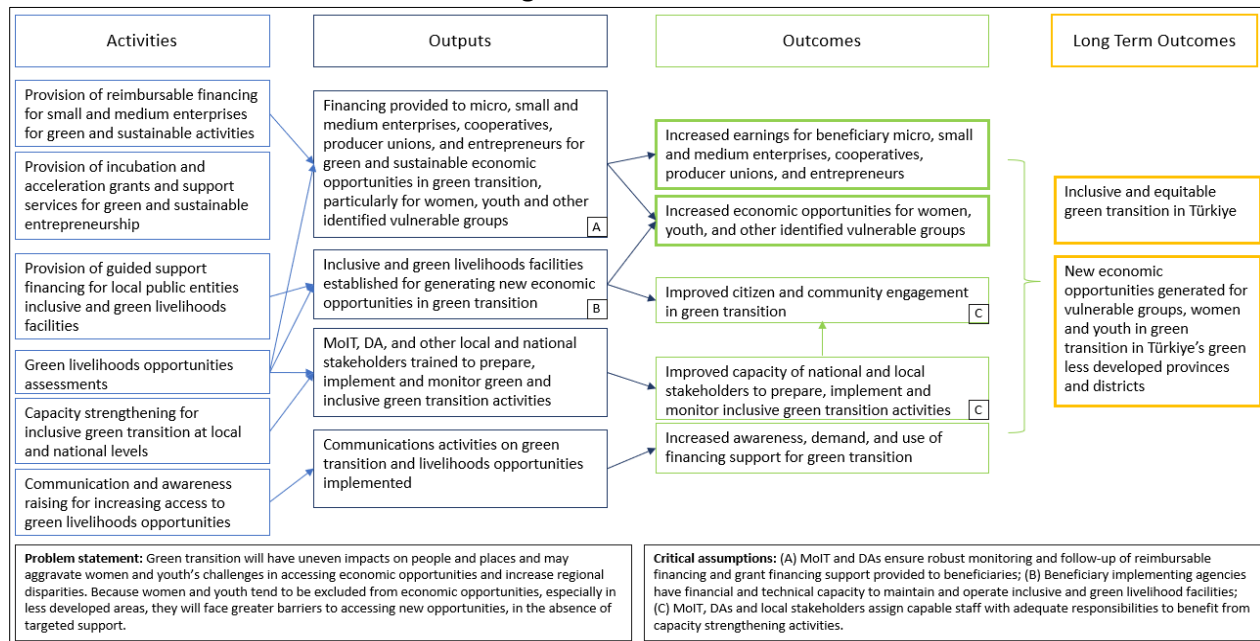 Activities
Outputs
Outcomes
Long Term Outcomes
Provision of reimbursable financing
for small and medium enterprises
for green and sustainable activities
Provision of incubation and
acceleration grants and support
services for green and sustainable
entrepreneurship
Provision of guided support
financing for local public entities
inclusive and green livelihoods
facilities
Green livelihoods opportunities
assessments
Capacity strengthening for
inclusive green transition at local
and national levels
Communication and awareness
raising for increasing access to
green livelihoods opportunities
Financing provided to micro, small and
medium enterprises, cooperatives,
producer unions, and entrepreneurs for
green and sustainable economic
opportunities in green transition,
particularly for women, youth and other
identified vulnerable groups
A
Inclusive and green livelihoods facilities
established for generating new economic
opportunities in green transition
B
MoIT, DA, and other local and national
stakeholders trained to prepare,
implement and monitor green and
inclusive green transition activities
Communications activities on green
transition and livelihoods opportunities
implemented
Increased earnings for beneficiary micro, small
and medium enterprises, cooperatives,
producer unions, and entrepreneurs
Increased economic opportunities for women,
youth, and other identified vulnerable groups
Improved citizen and community engagement
in green transition
C
Improved capacity of national and local
stakeholders to prepare, implement and
monitor inclusive green transition activities
C
Increased awareness, demand, and use of
financing support for green transition
Inclusive and equitable
green transition in Türkiye
New economic
opportunities generated for
vulnerable groups, women
and youth in green
transition in Türkiye's green
less developed provinces
and districts
Problem statement: Green transition will have uneven impacts on people and places and may
aggravate women and youth's challenges in accessing economic opportunities and increase regional
disparities. Because women and youth tend to be excluded from economic opportunities, especially in
less developed areas, they will face greater barriers to accessing new opportunities, in the absence of
targeted support.
Critical assumptions: (A) MoIT and DAs ensure robust monitoring and follow-up of reimbursable
financing and grant financing support provided to beneficiaries; (B) Beneficiary implementing agencies
have financial and technical capacity to maintain and operate inclusive and green livelihood facilities;
(C) MoIT, DAs and local stakeholders assign capable staff with adequate responsibilities to benefit from
capacity strengthening activities.